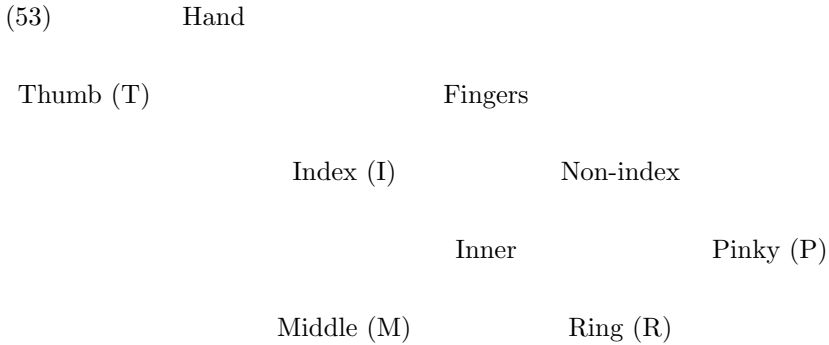 (53) Hand
Thumb (T) Fingers
Index (I) Non-index
Inner Pinky (P)
Middle (M) Ring (R)